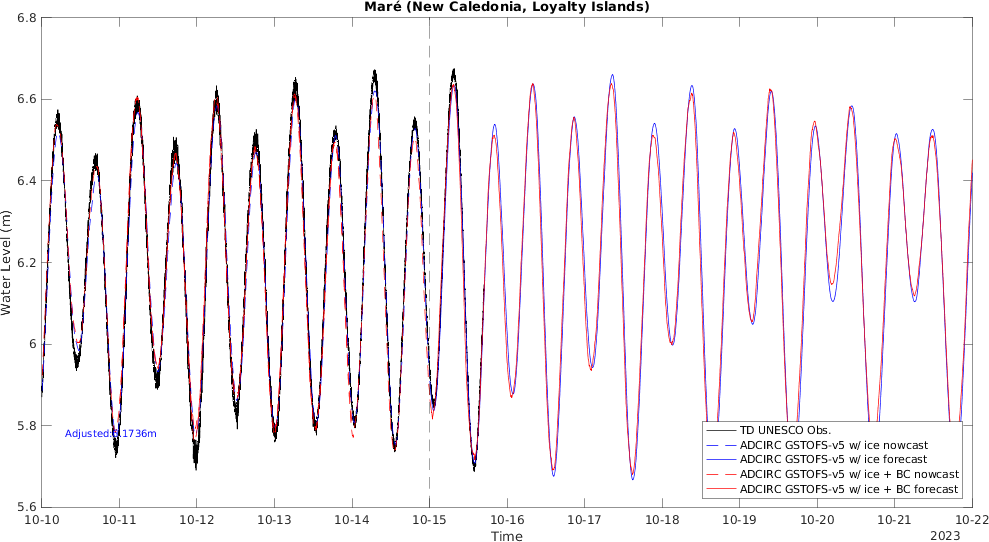 Maré (New Caledonia, Loyalty Islands)
6.8
6.6
6.4
6.2
6
5.8
5.6
Water Level (m)
Adjusted:6.1736m
TD UNESCO Obs.
ADCIRC GSTOFS-v5 w/ ice nowcast
ADCIRC GSTOFS-v5 w/ ice forecast
ADCIRC GSTOFS-v5 w/ ice + BC nowcast
ADCIRC GSTOFS-v5 w/ ice + BC forecast
10-10 10-11 10-12 10-13 10-14 10-15 10-16 10-17 10-18 10-19 10-20 10-21 10-22
Time
2023